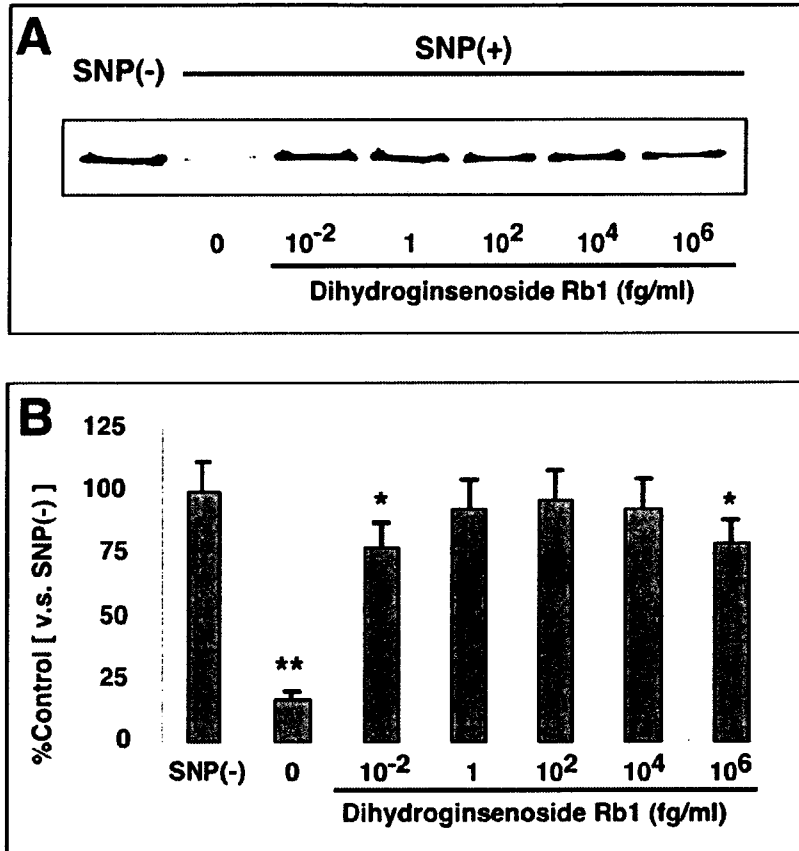 A
SNP(-) SNP(+)
0 10⁻² 1 10² 10⁴ 10⁶
Dihydroginsenoside Rb1 (fg/ml)
B
%Control [ v.s. SNP(-) ]
125
100
75
50
25
0
* * **
SNP(-) 0 10⁻² 1 10² 10⁴ 10⁶
Dihydroginsenoside Rb1 (fg/ml)